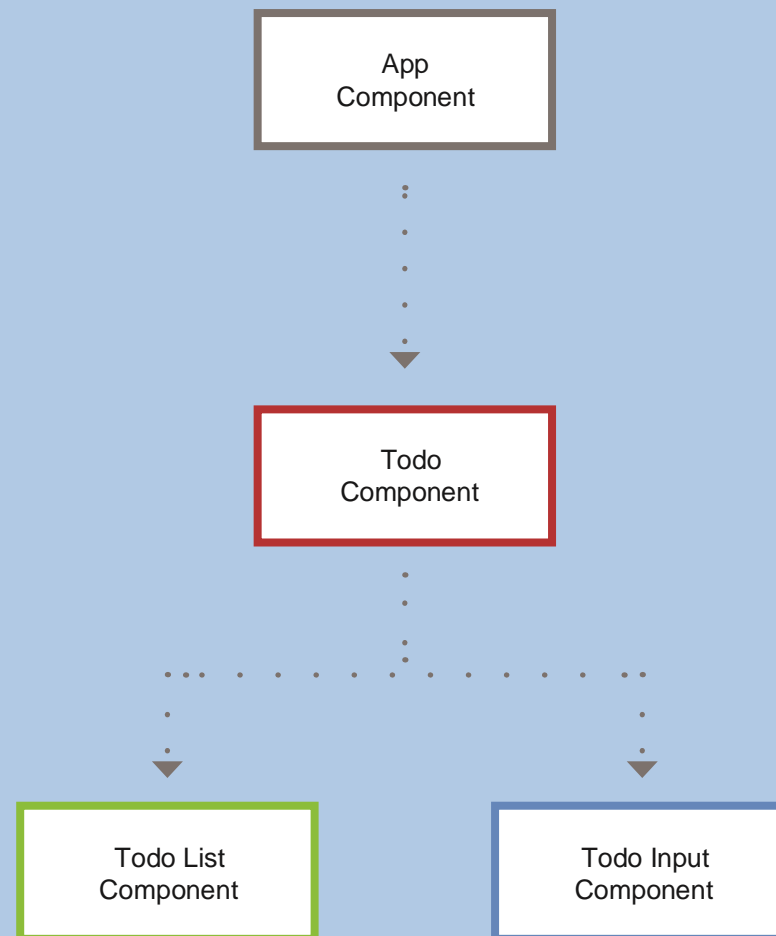 App
Component
Todo
Component
Todo List
Component
Todo Input
Component